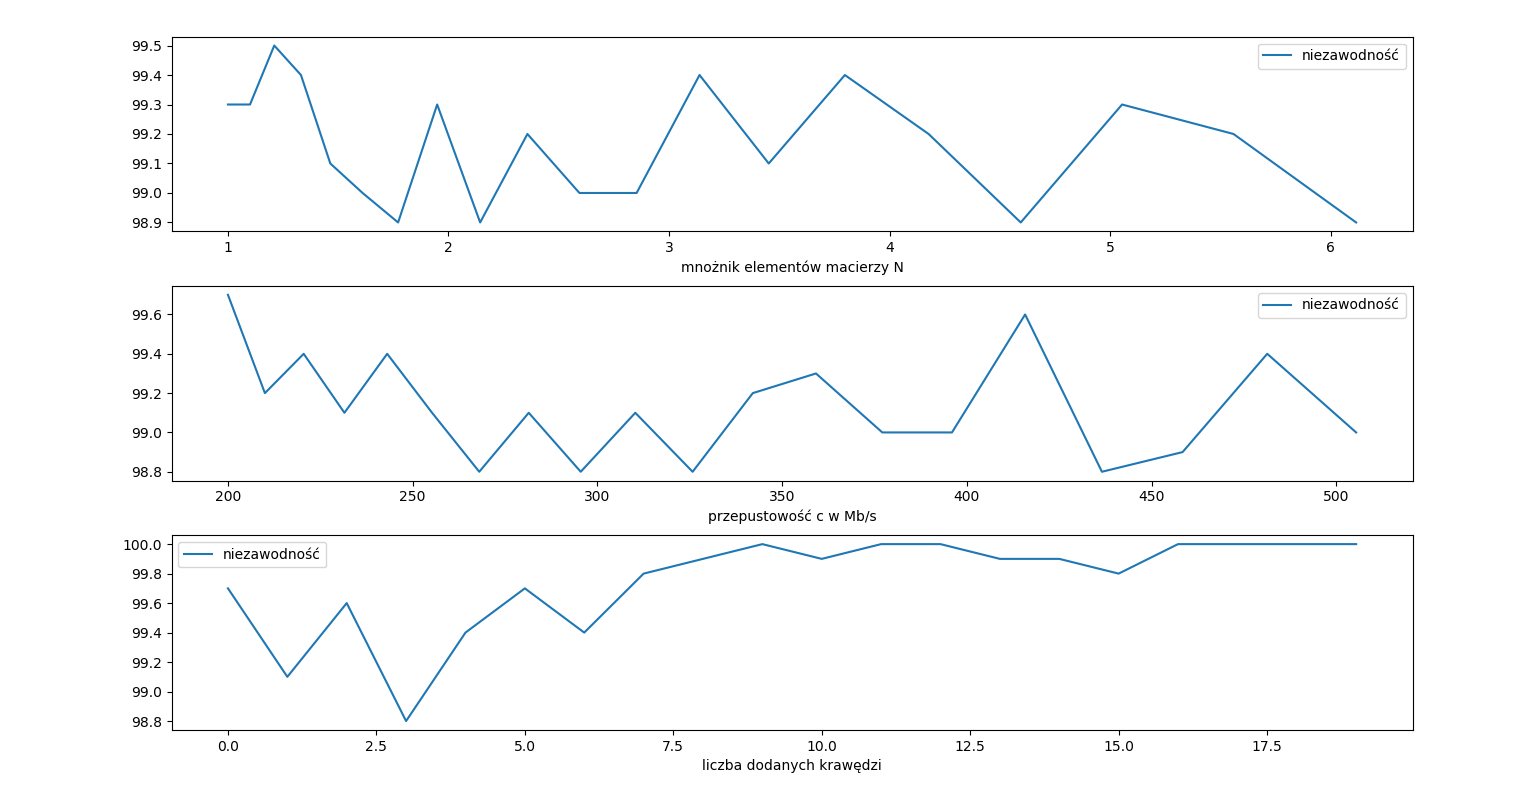 99.5
99.4
99.3
99.2
99.1
99.0
98.9
niezawodność
1 2 3 4 5 6
mnożnik elementów macierzy N
99.6
99.4
99.2
99.0
98.8
niezawodność
200 250 300 350 400 450 500
przepustowość c w Mb/s
100.0
99.8
99.6
99.4
99.2
99.0
98.8
niezawodność
0.0 2.5 5.0 7.5 10.0 12.5 15.0 17.5
liczba dodanych krawędzi